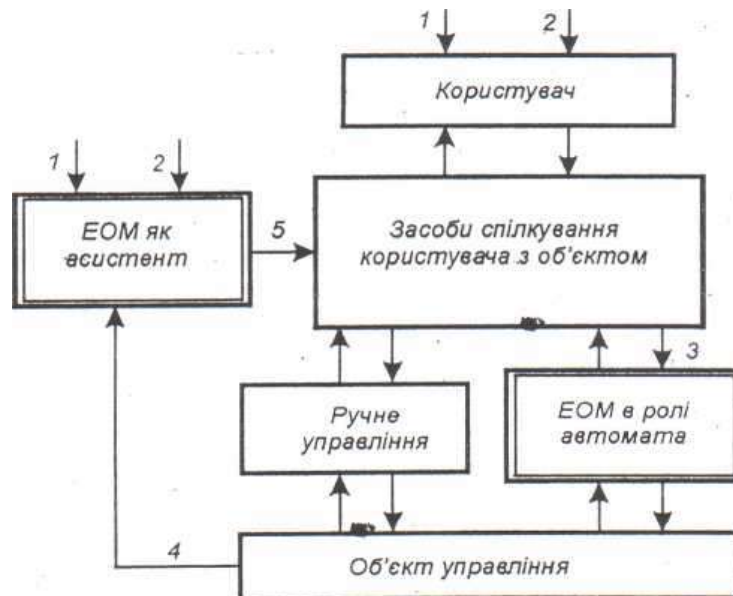 1
2
Користувач
1
2
ЕОМ як
асистент
5
Засоби спілкування
користувача з об'єктом
3
Ручне
управління
ЕОМ в ролі
автомата
4
Об'єкт управління